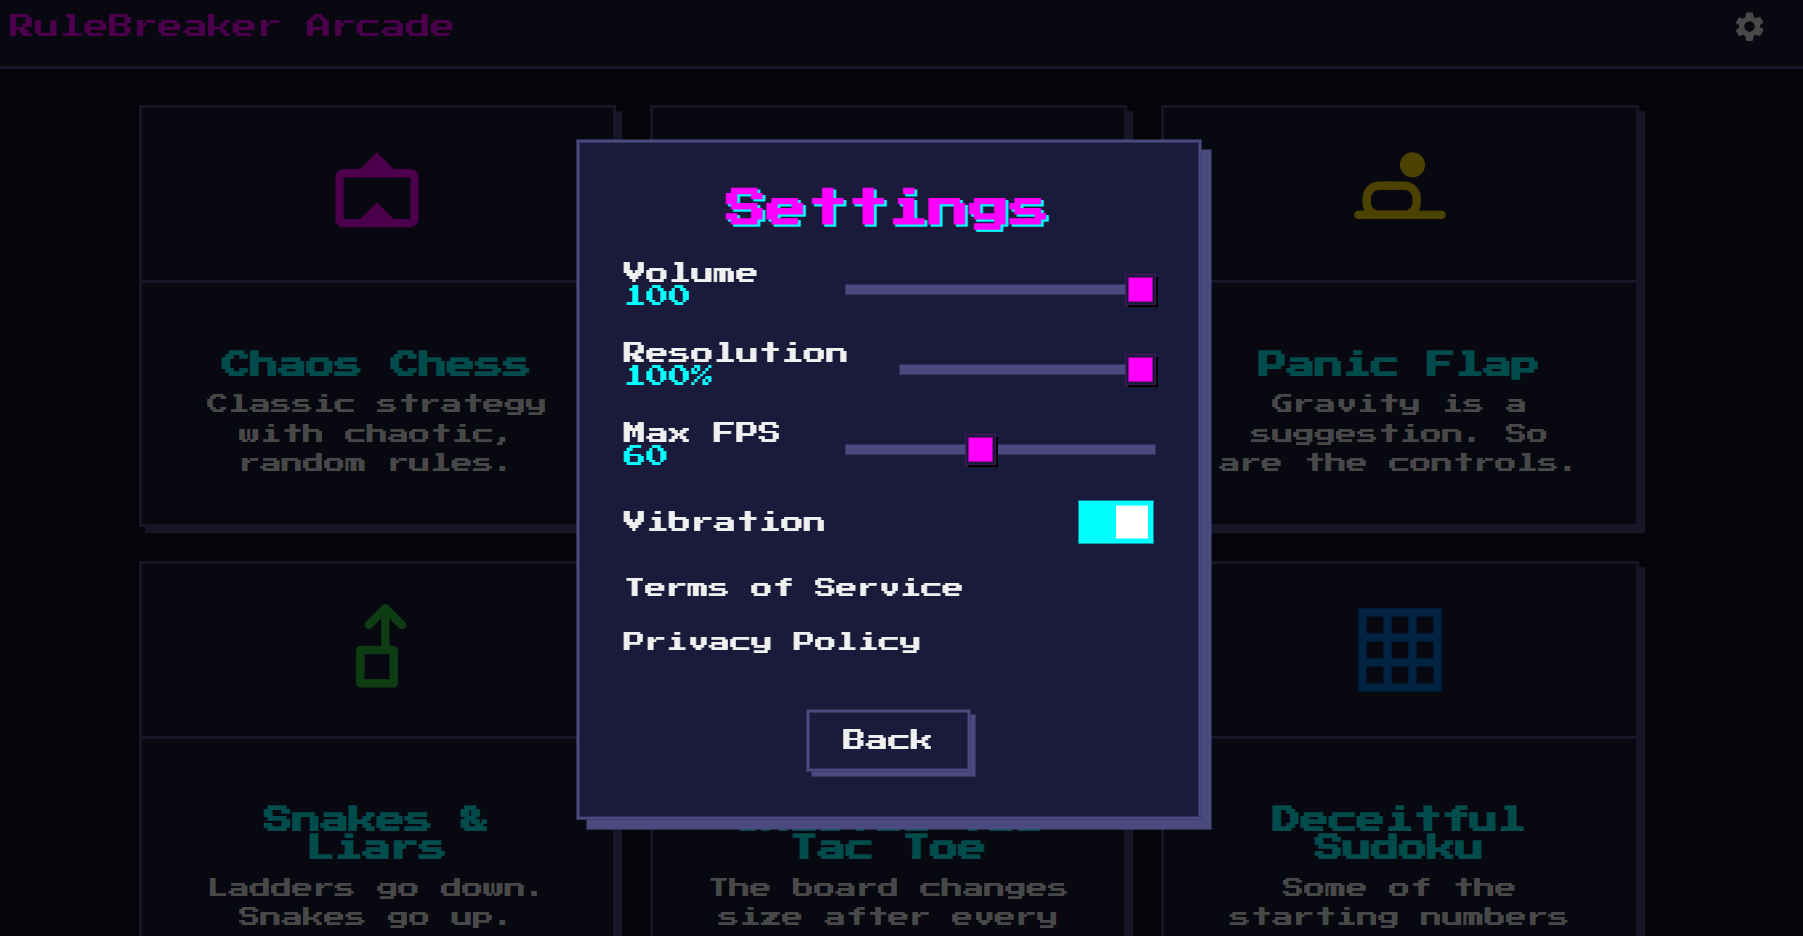 RuleBreaker Arcade
Settings
Volume
100
Resolution
100%
Max FPS
60
Vibration
Terms of Service
Privacy Policy
Back
Chaos Chess
Classic strategy
with chaotic,
random rules.
Panic Flap
Gravity is a
suggestion. So
are the controls.
Snakes &
Liars
Ladders go down.
Snakes go up.
Tac Toe
The board changes
size after every
Deceitful
Sudoku
Some of the
starting numbers